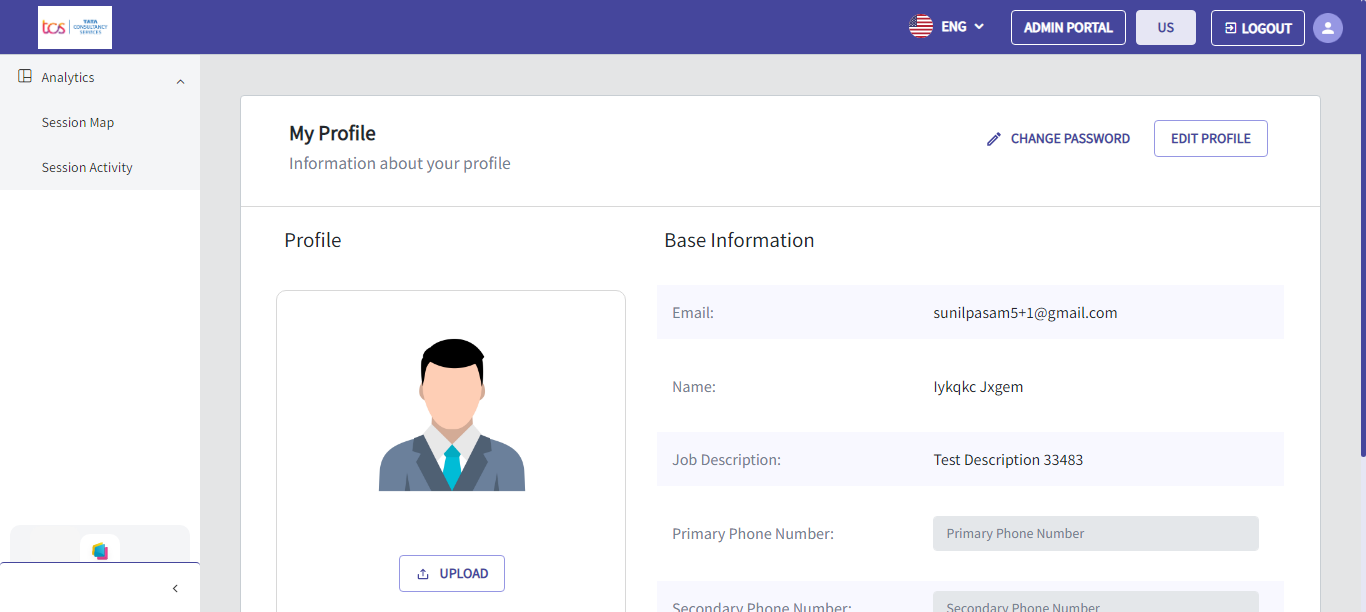 tcs TATA CONSULTANCY SERVICES
ENG
ADMIN PORTAL
US
LOGOUT
Analytics
Session Map
Session Activity
My Profile
Information about your profile
CHANGE PASSWORD
EDIT PROFILE
Profile
UPLOAD
Base Information
Email: sunilpasam5+1@gmail.com
Name: Iykqkc Jxgem
Job Description: Test Description 33483
Primary Phone Number: Primary Phone Number
Secondary Phone Number: Secondary Phone Number